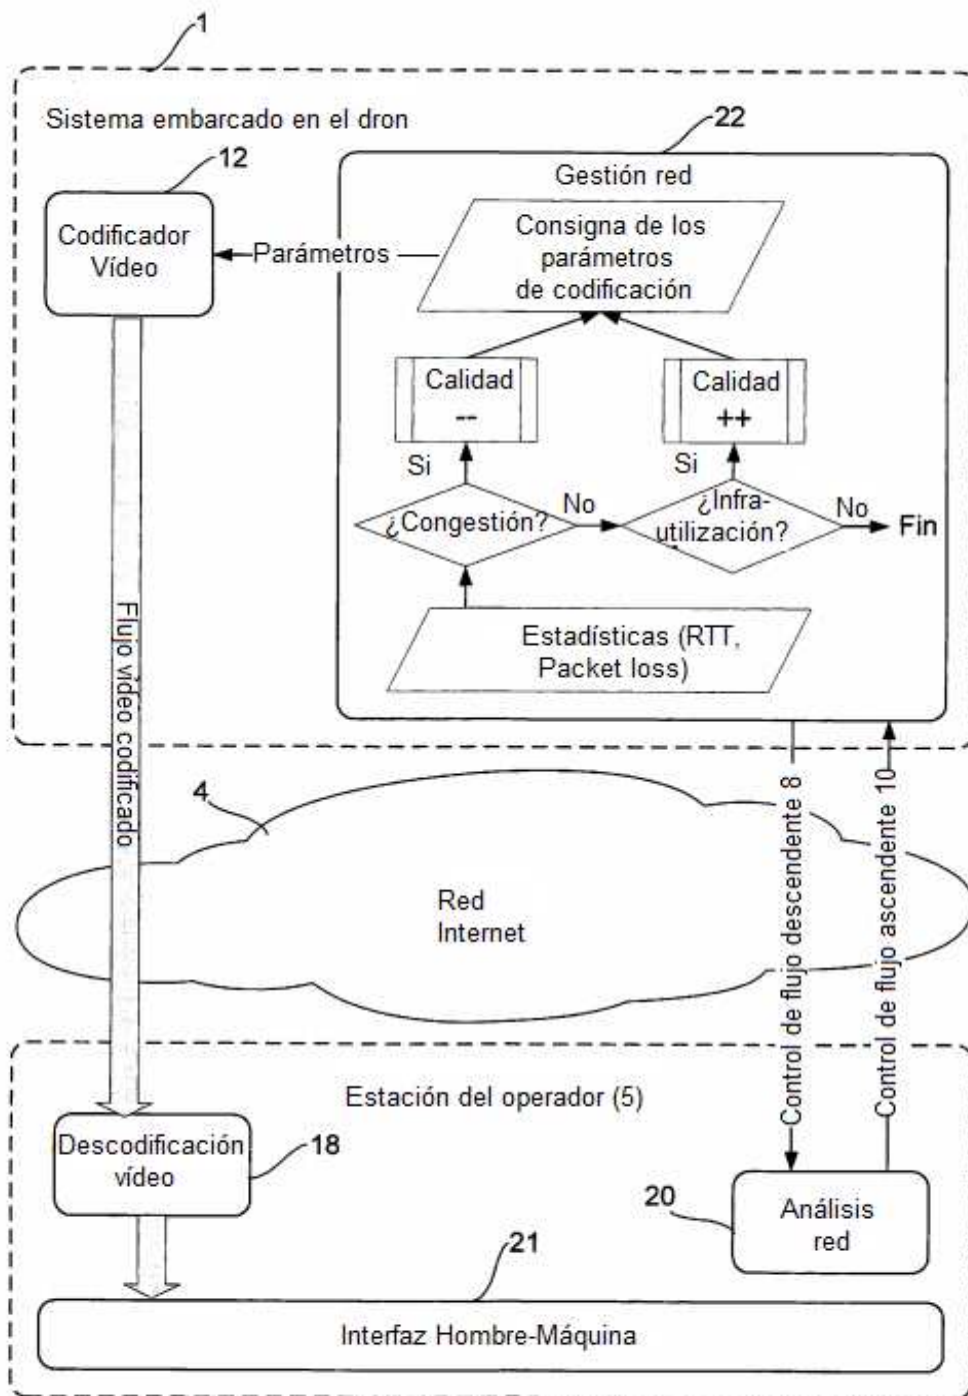 1
Sistema embarcado en el dron
12
22
Codificador
Vídeo
Parámetros
Gestión red
Consigna de los
parámetros
de codificación
Calidad
--
Calidad
++
Si
Si
¿Congestión?
No
¿Infra-
utilización?
No
Fin
Estadísticas (RTT,
Packet loss)
Flujo vídeo codificado
4
Red
Internet
Control de flujo descendente 8
Control de flujo ascendente 10
Estación del operador (5)
Descodificación
vídeo
18
20
Análisis
red
21
Interfaz Hombre-Máquina